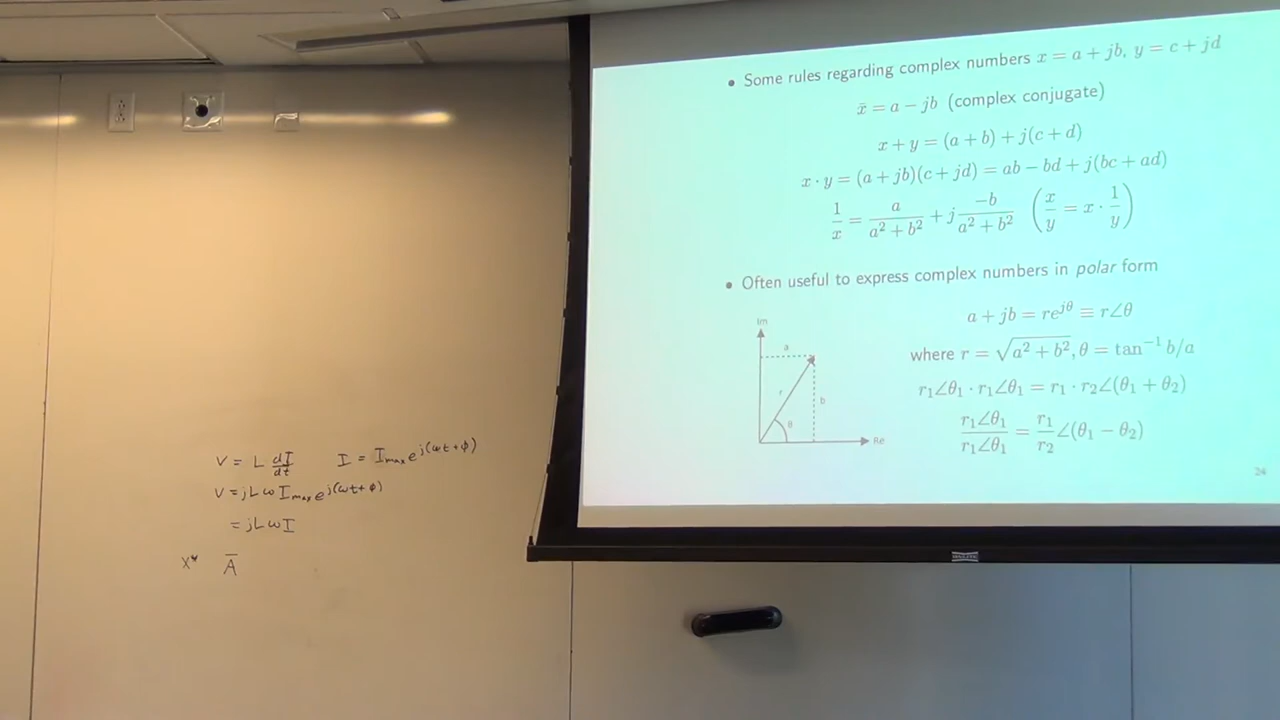 • Some rules regarding complex numbers x = a + jb, y = c + jd
x̄ = a − jb (complex conjugate)
x + y = (a + b) + j(c + d)
x · y = (a + jb)(c + jd) = ab − bd + j(bc + ad)
1/x = a/(a² + b²) + j −b/(a² + b²) (x/y = x · 1/y)
• Often useful to express complex numbers in polar form
a + jb = re^{jθ} ≡ r∠θ
where r = √(a² + b²), θ = tan⁻¹ b/a
r₁∠θ₁ · r₁∠θ₁ = r₁ · r₂∠(θ₁ + θ₂)
r₁∠θ₁/r₁∠θ₁ = r₁/r₂ ∠(θ₁ − θ₂)
Im
a
r
b
θ
Re
24
V = L dI/dt I = I_max e^{j(ωt+φ)}
V = jLω I_max e^{j(ωt+φ)}
= jLωI
X* Ā
DA-LITE